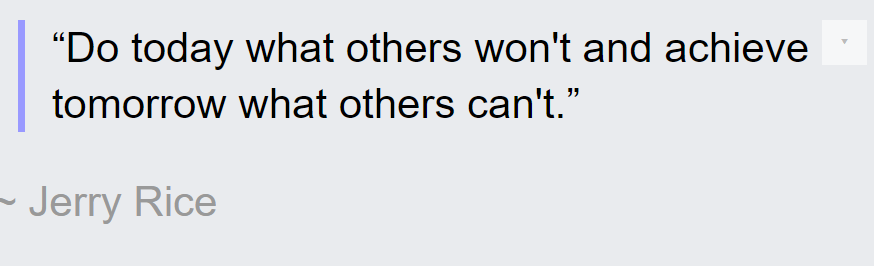 “Do today what others won't and achieve
tomorrow what others can't.”
~ Jerry Rice